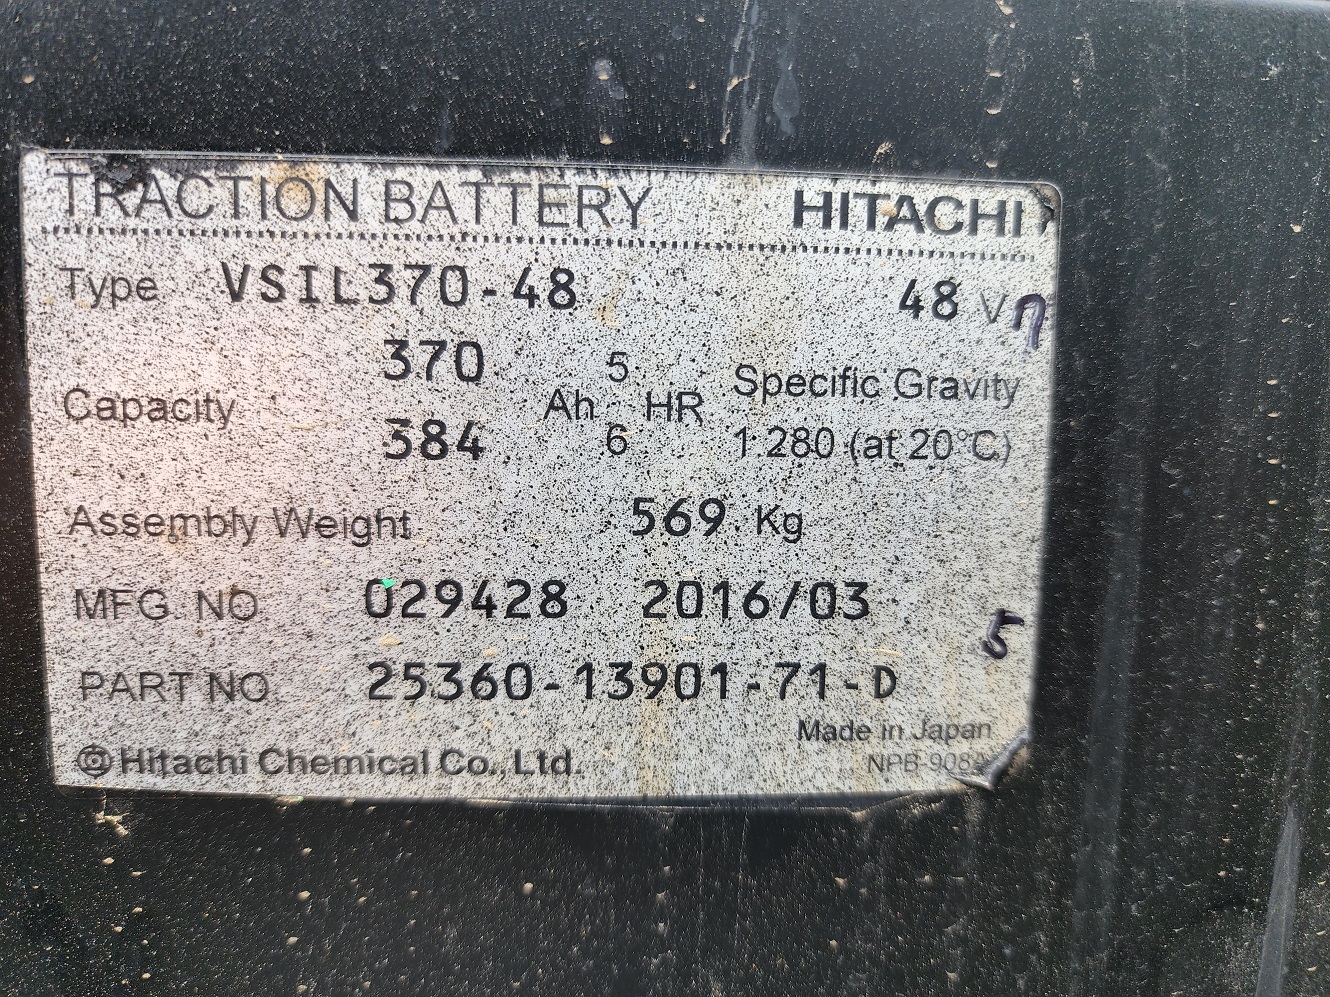 TRACTION BATTERY HITACHI
Type VSIL370-48 48 V
370 5
Capacity Ah HR Specific Gravity
384 6 1.280 (at 20°C)
Assembly Weight 569 Kg
MFG. NO 029428 2016/03
5
PART NO. 25360-13901-71-D
Made in Japan
Hitachi Chemical Co., Ltd.